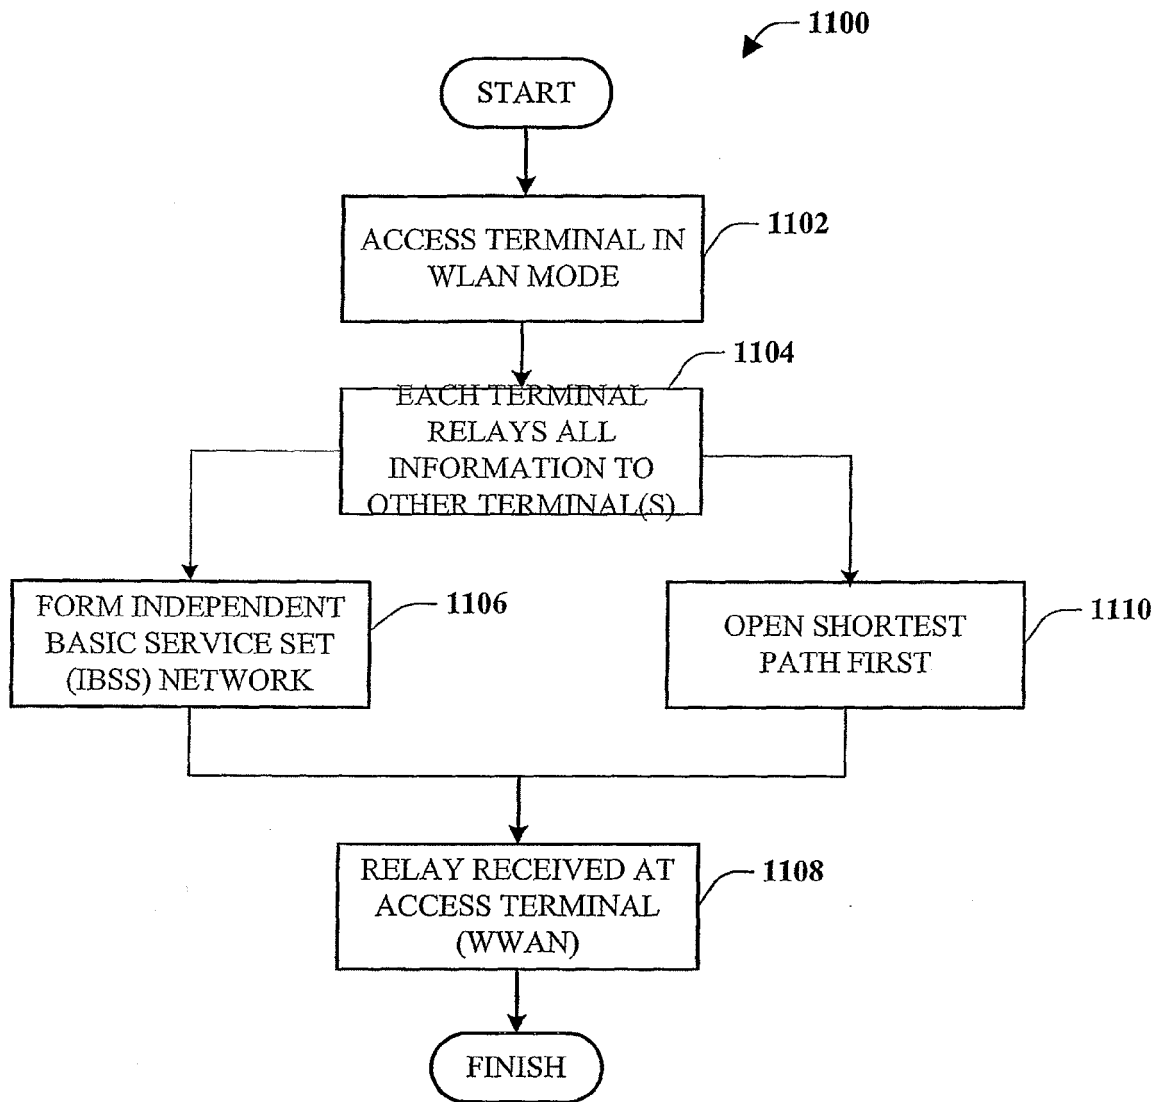 1100
START
ACCESS TERMINAL IN
WLAN MODE
1102
1104
EACH TERMINAL
RELAYS ALL
INFORMATION TO
OTHER TERMINAL(S)
FORM INDEPENDENT
BASIC SERVICE SET
(IBSS) NETWORK
1106
OPEN SHORTEST
PATH FIRST
1110
RELAY RECEIVED AT
ACCESS TERMINAL
(WWAN)
1108
FINISH